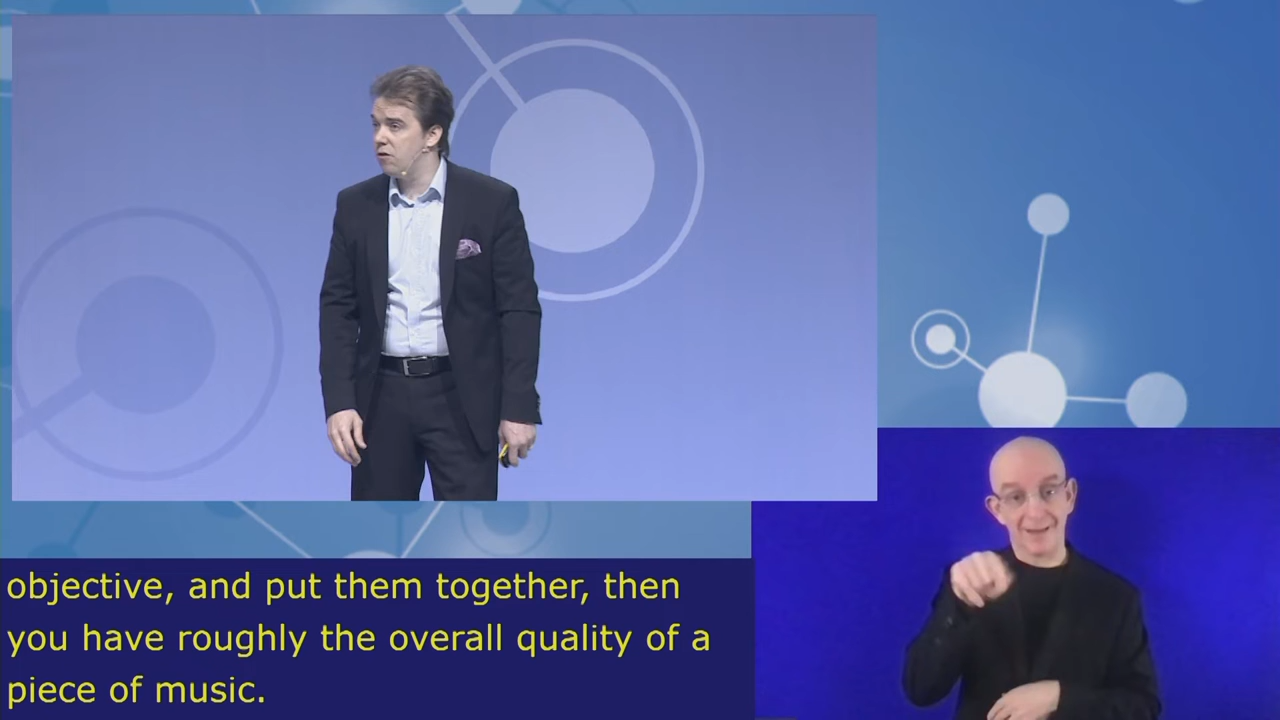 objective, and put them together, then
you have roughly the overall quality of a
piece of music.